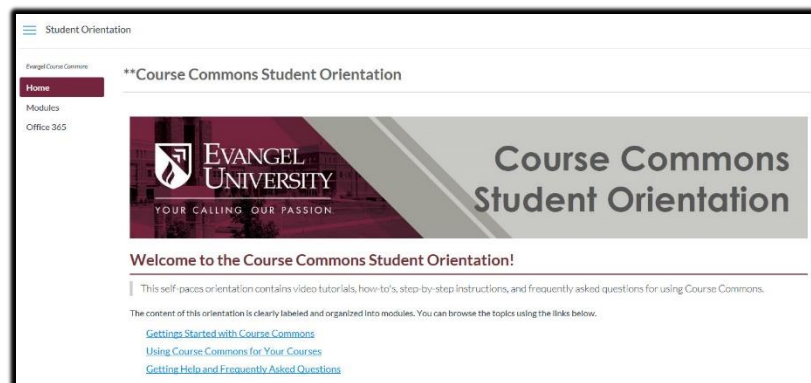 Student Orientation
Evangel Course Commons
Home
Modules
Office 365
**Course Commons Student Orientation
EVANGEL
UNIVERSITY
YOUR CALLING OUR PASSION.
Course Commons
Student Orientation
Welcome to the Course Commons Student Orientation!
This self-paces orientation contains video tutorials, how-to's, step-by-step instructions, and frequently asked questions for using Course Commons.
The content of this orientation is clearly labeled and organized into modules. You can browse the topics using the links below.
Gettings Started with Course Commons
Using Course Commons for Your Courses
Getting Help and Frequently Asked Questions